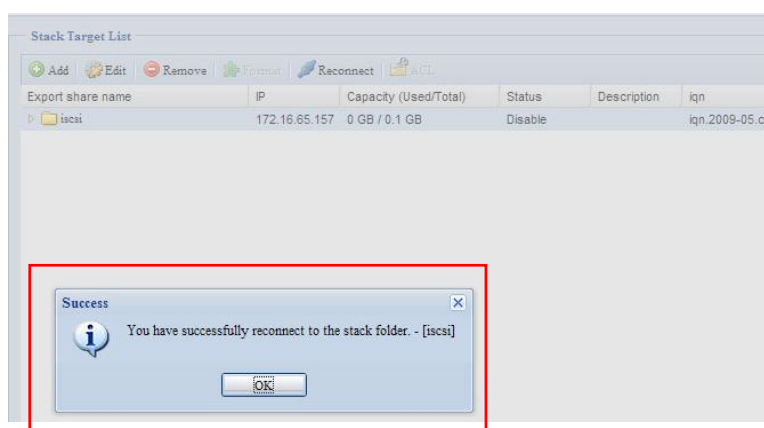 Stack Target List
Add Edit Remove Format Reconnect ACL
Export share name IP Capacity (Used/Total) Status Description iqn
iscsi 172.16.65.157 0 GB / 0.1 GB Disable iqn.2009-05.c
Success
You have successfully reconnect to the stack folder. - [iscsi]
OK